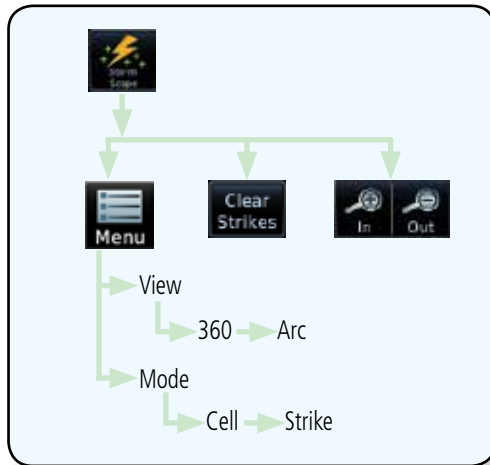 Storm
Scope
Menu
Clear
Strikes
In
Out
View
360
Arc
Mode
Cell
Strike